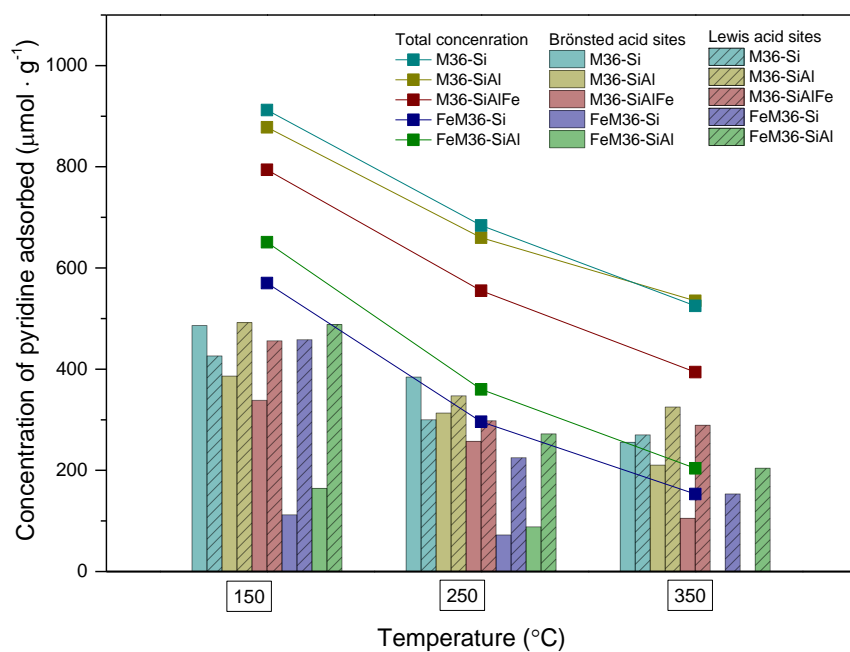 Total concenration
M36-Si
M36-SiAl
M36-SiAlFe
FeM36-Si
FeM36-SiAl
Brönsted acid sites
M36-Si
M36-SiAl
M36-SiAlFe
FeM36-Si
FeM36-SiAl
Lewis acid sites
M36-Si
M36-SiAl
M36-SiAlFe
FeM36-Si
FeM36-SiAl
Concentration of pyridine adsorbed (μmol · g⁻¹)
1000
800
600
400
200
0
150
250
350
Temperature (°C)